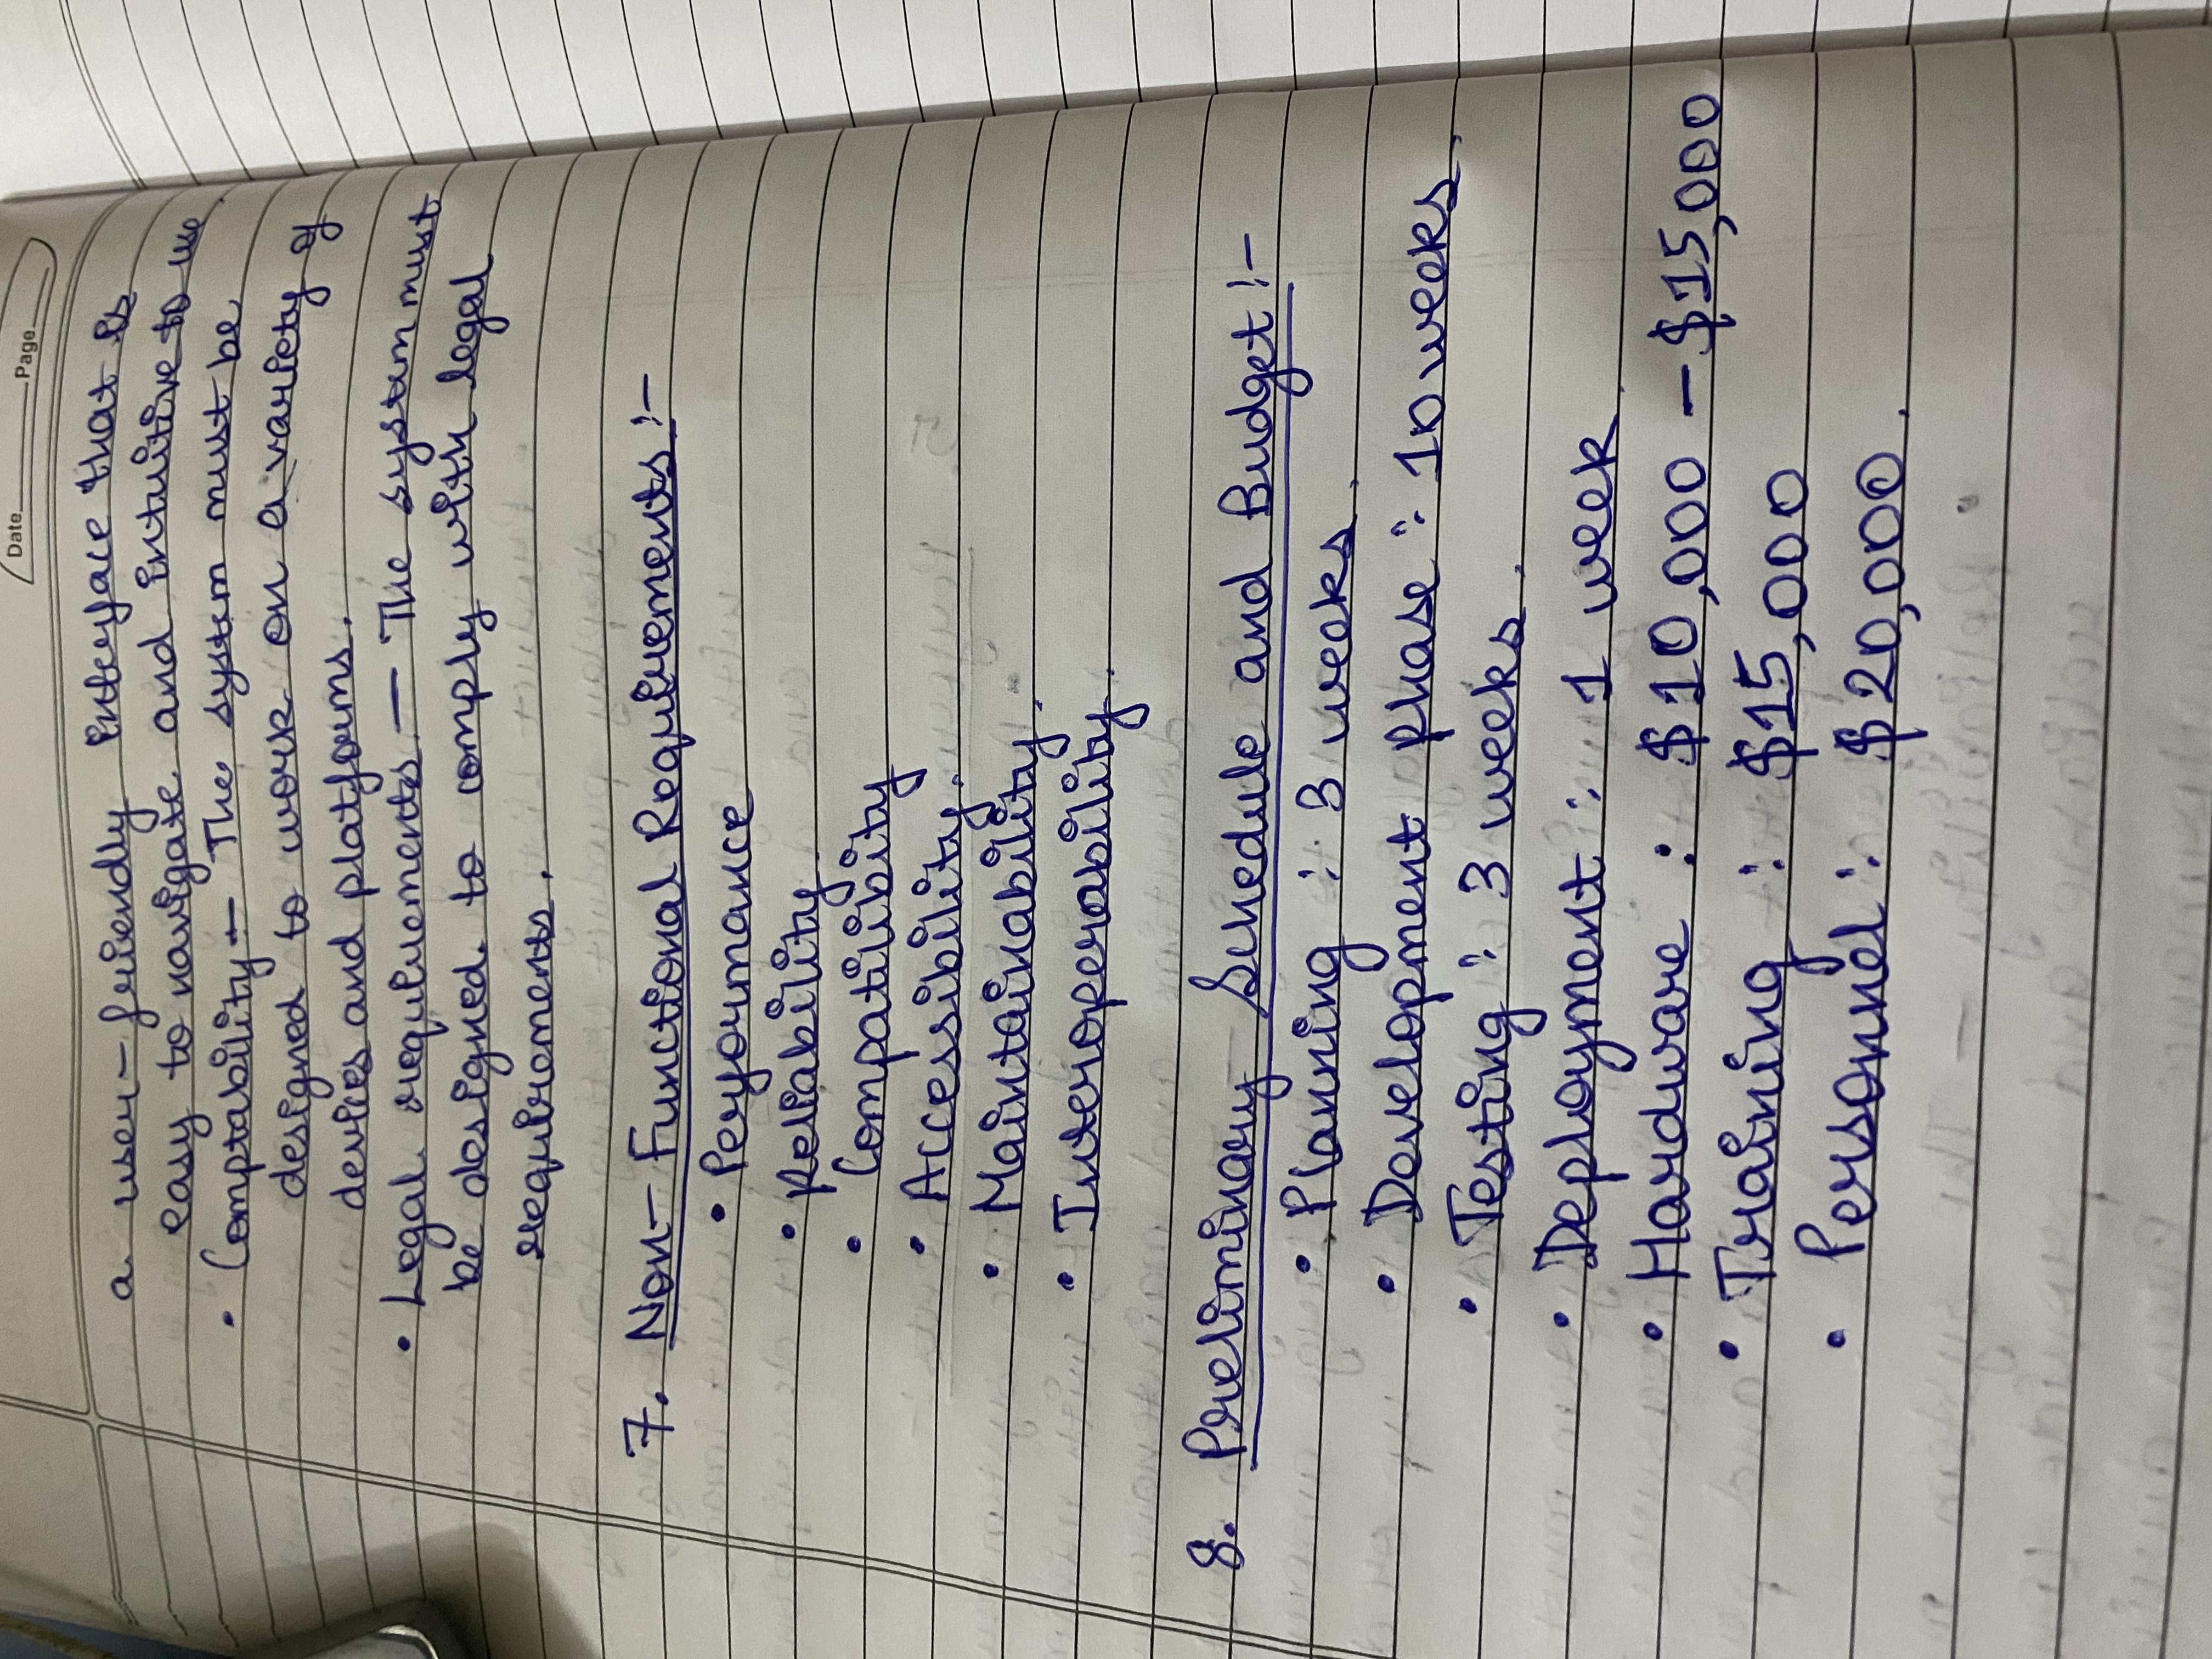 Date Page
a user-friendly interface that is
easy to navigate and intuitive to use.
• Comptability - The system must be
designed to work on a variety of
devices and platforms.
• Legal requirements - The system must
be designed to comply with legal
requirements.
7. Non-Functional Requirements :-
• Performance
• Reliability
• Compatilibity
• Accessibility.
• Maintainability.
• Interoperability.
8. Preliminary Schedule and Budget :-
• Planning : 3 weeks.
• Development phase : 10 weeks.
• Testing : 3 weeks.
• Deployment : 1 week.
• Hardware : $10,000 - $15,000
• Training : $15,000
• Personnel : $20,000.